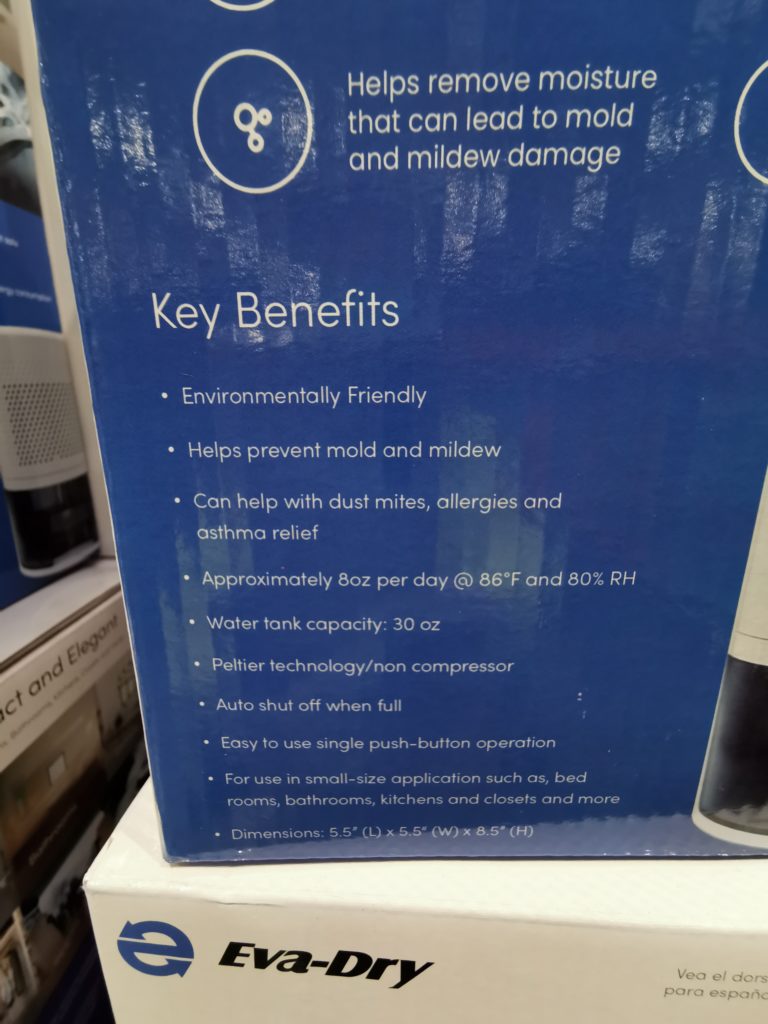 Helps remove moisture
that can lead to mold
and mildew damage
Key Benefits
• Environmentally Friendly
• Helps prevent mold and mildew
• Can help with dust mites, allergies and
asthma relief
• Approximately 8oz per day @ 86°F and 80% RH
• Water tank capacity: 30 oz
• Peltier technology/non compressor
• Auto shut off when full
• Easy to use single push-button operation
• For use in small-size application such as, bed
rooms, bathrooms, kitchens and closets and more
• Dimensions: 5.5" (L) x 5.5" (W) x 8.5" (H)
and Elegant
Eva-Dry
Vea el
para